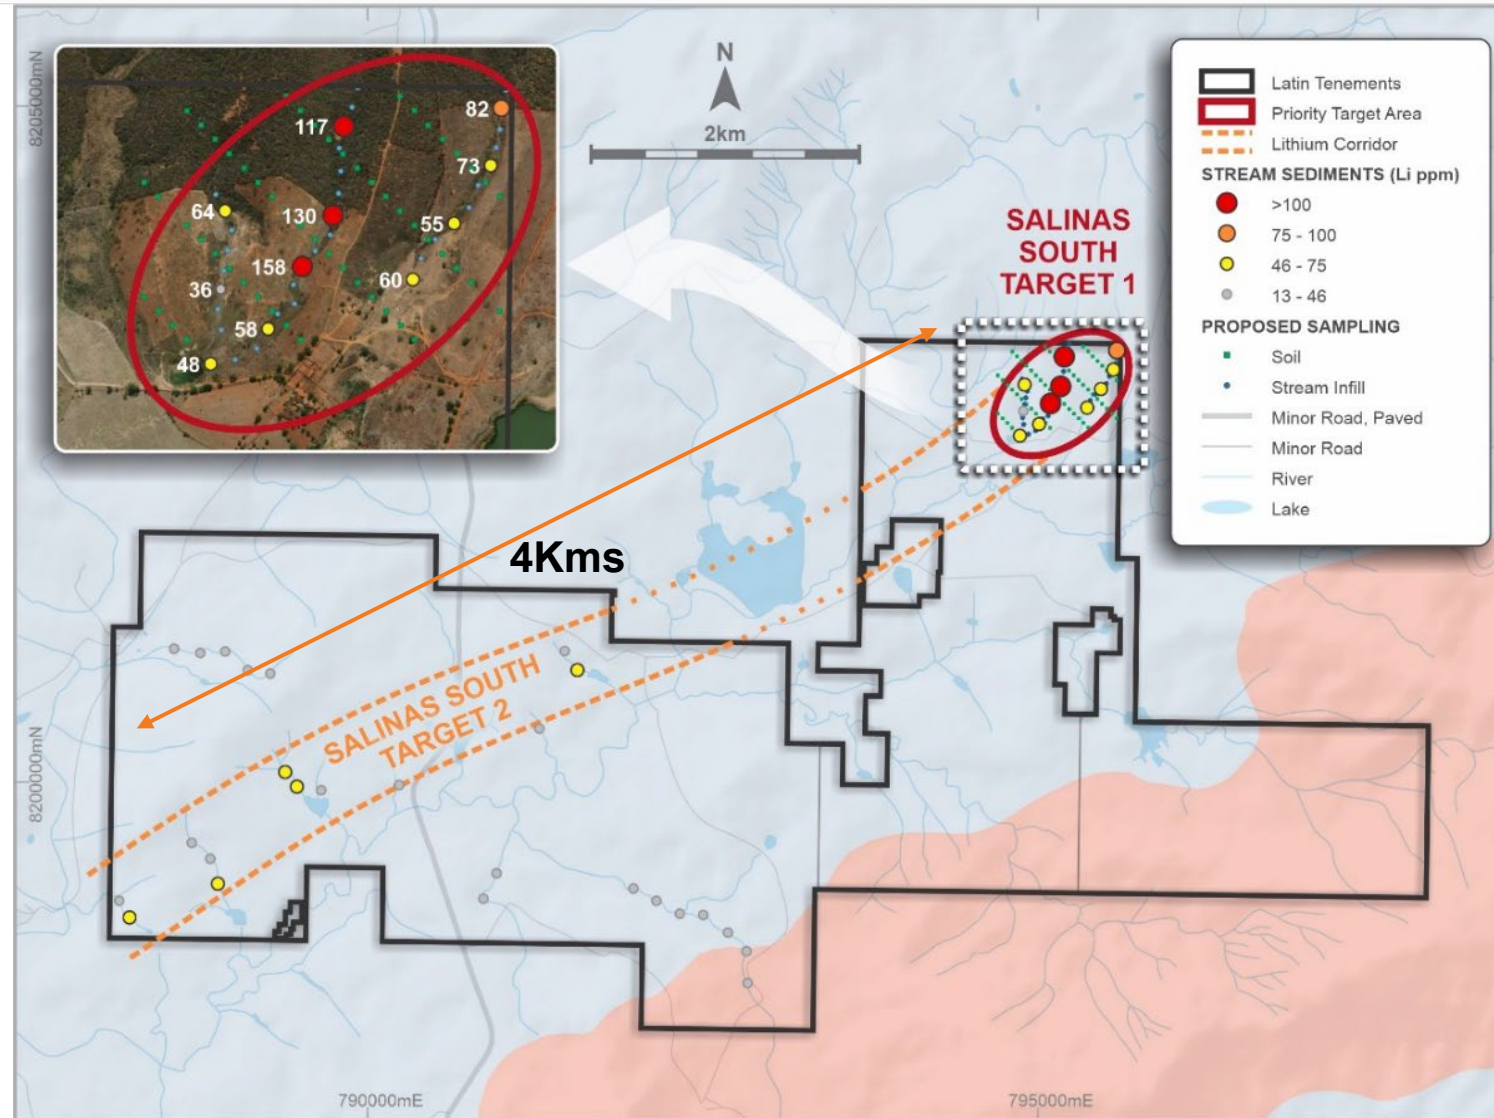 8205000mN
8200000mN
790000mE
795000mE
N
2km
117
82
73
64
130
55
158
60
36
58
48
SALINAS
SOUTH
TARGET 1
4Kms
SALINAS SOUTH
TARGET 2
Latin Tenements
Priority Target Area
Lithium Corridor
STREAM SEDIMENTS (Li ppm)
>100
75 - 100
46 - 75
13 - 46
PROPOSED SAMPLING
Soil
Stream Infill
Minor Road, Paved
Minor Road
River
Lake